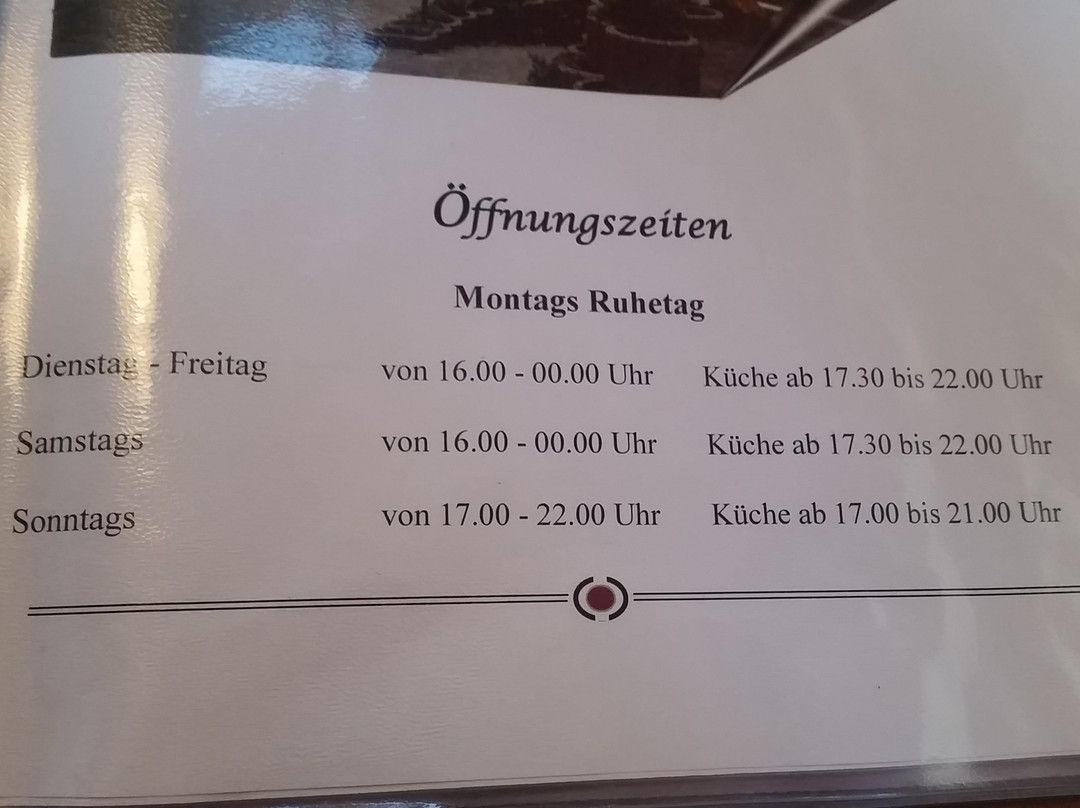 Öffnungszeiten
Montags Ruhetag
Dienstag - Freitag von 16.00 - 00.00 Uhr Küche ab 17.30 bis 22.00 Uhr
Samstags von 16.00 - 00.00 Uhr Küche ab 17.30 bis 22.00 Uhr
Sonntags von 17.00 - 22.00 Uhr Küche ab 17.00 bis 21.00 Uhr